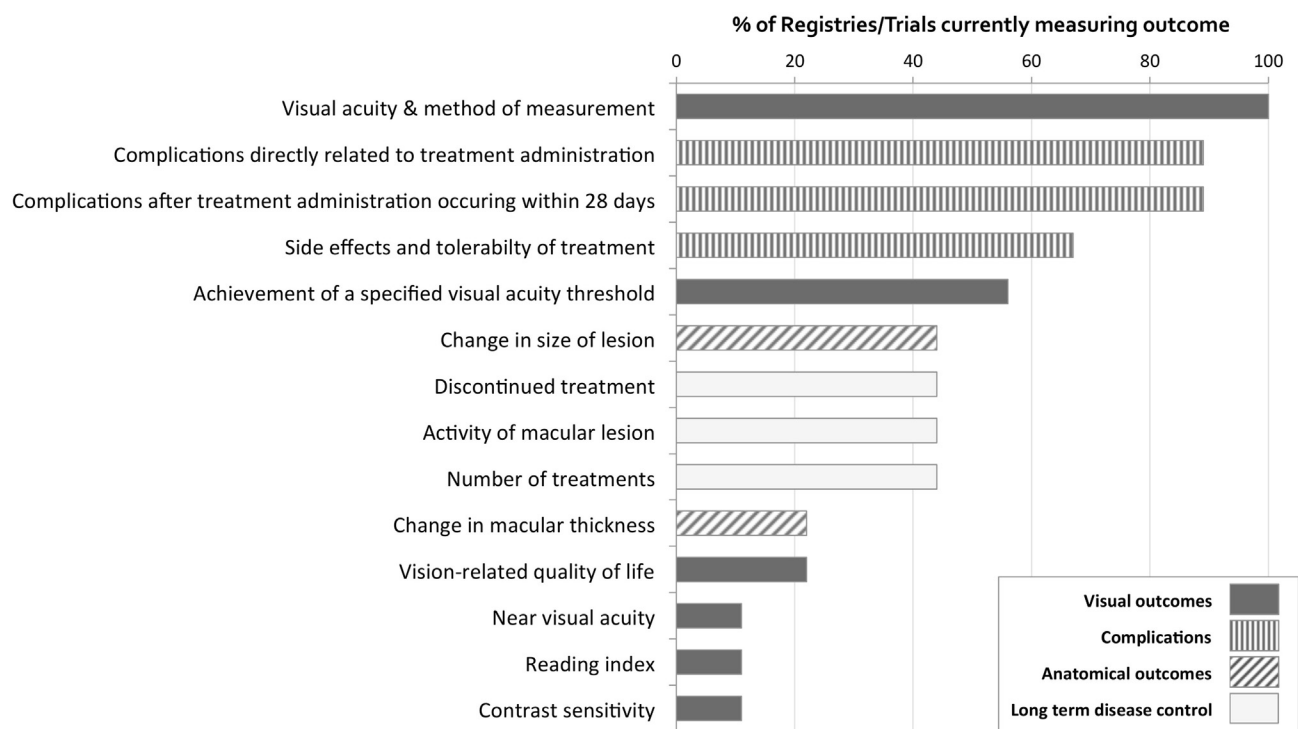 % of Registries/Trials currently measuring outcome
0 20 40 60 80 100
Visual acuity & method of measurement
Complications directly related to treatment administration
Complications after treatment administration occuring within 28 days
Side effects and tolerabilty of treatment
Achievement of a specified visual acuity threshold
Change in size of lesion
Discontinued treatment
Activity of macular lesion
Number of treatments
Change in macular thickness
Vision-related quality of life
Near visual acuity
Reading index
Contrast sensitivity
Visual outcomes
Complications
Anatomical outcomes
Long term disease control